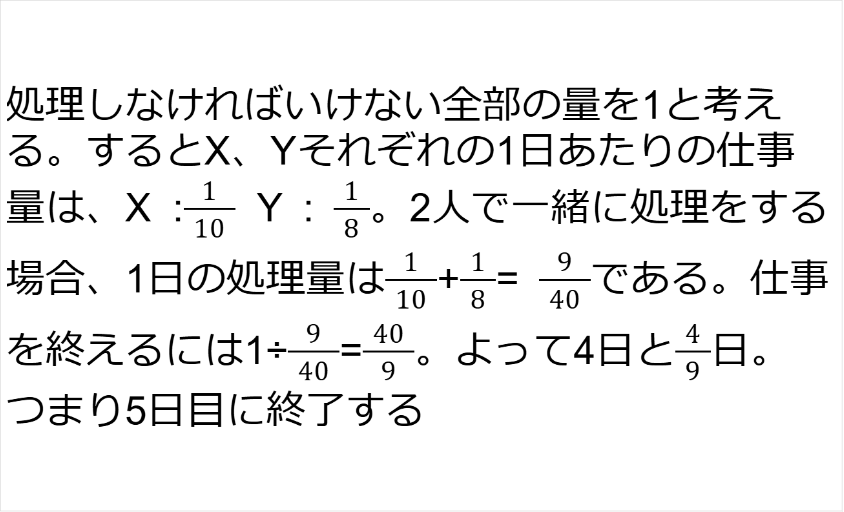 処理しなければいけない全部の量を1と考え
る。するとX、Yそれぞれの1日あたりの仕事
量は、X :1/10 Y : 1/8。2人で一緒に処理をする
場合、1日の処理量は1/10+1/8= 9/40である。仕事
を終えるには1÷9/40=40/9。よって4日と4/9日。
つまり5日目に終了する